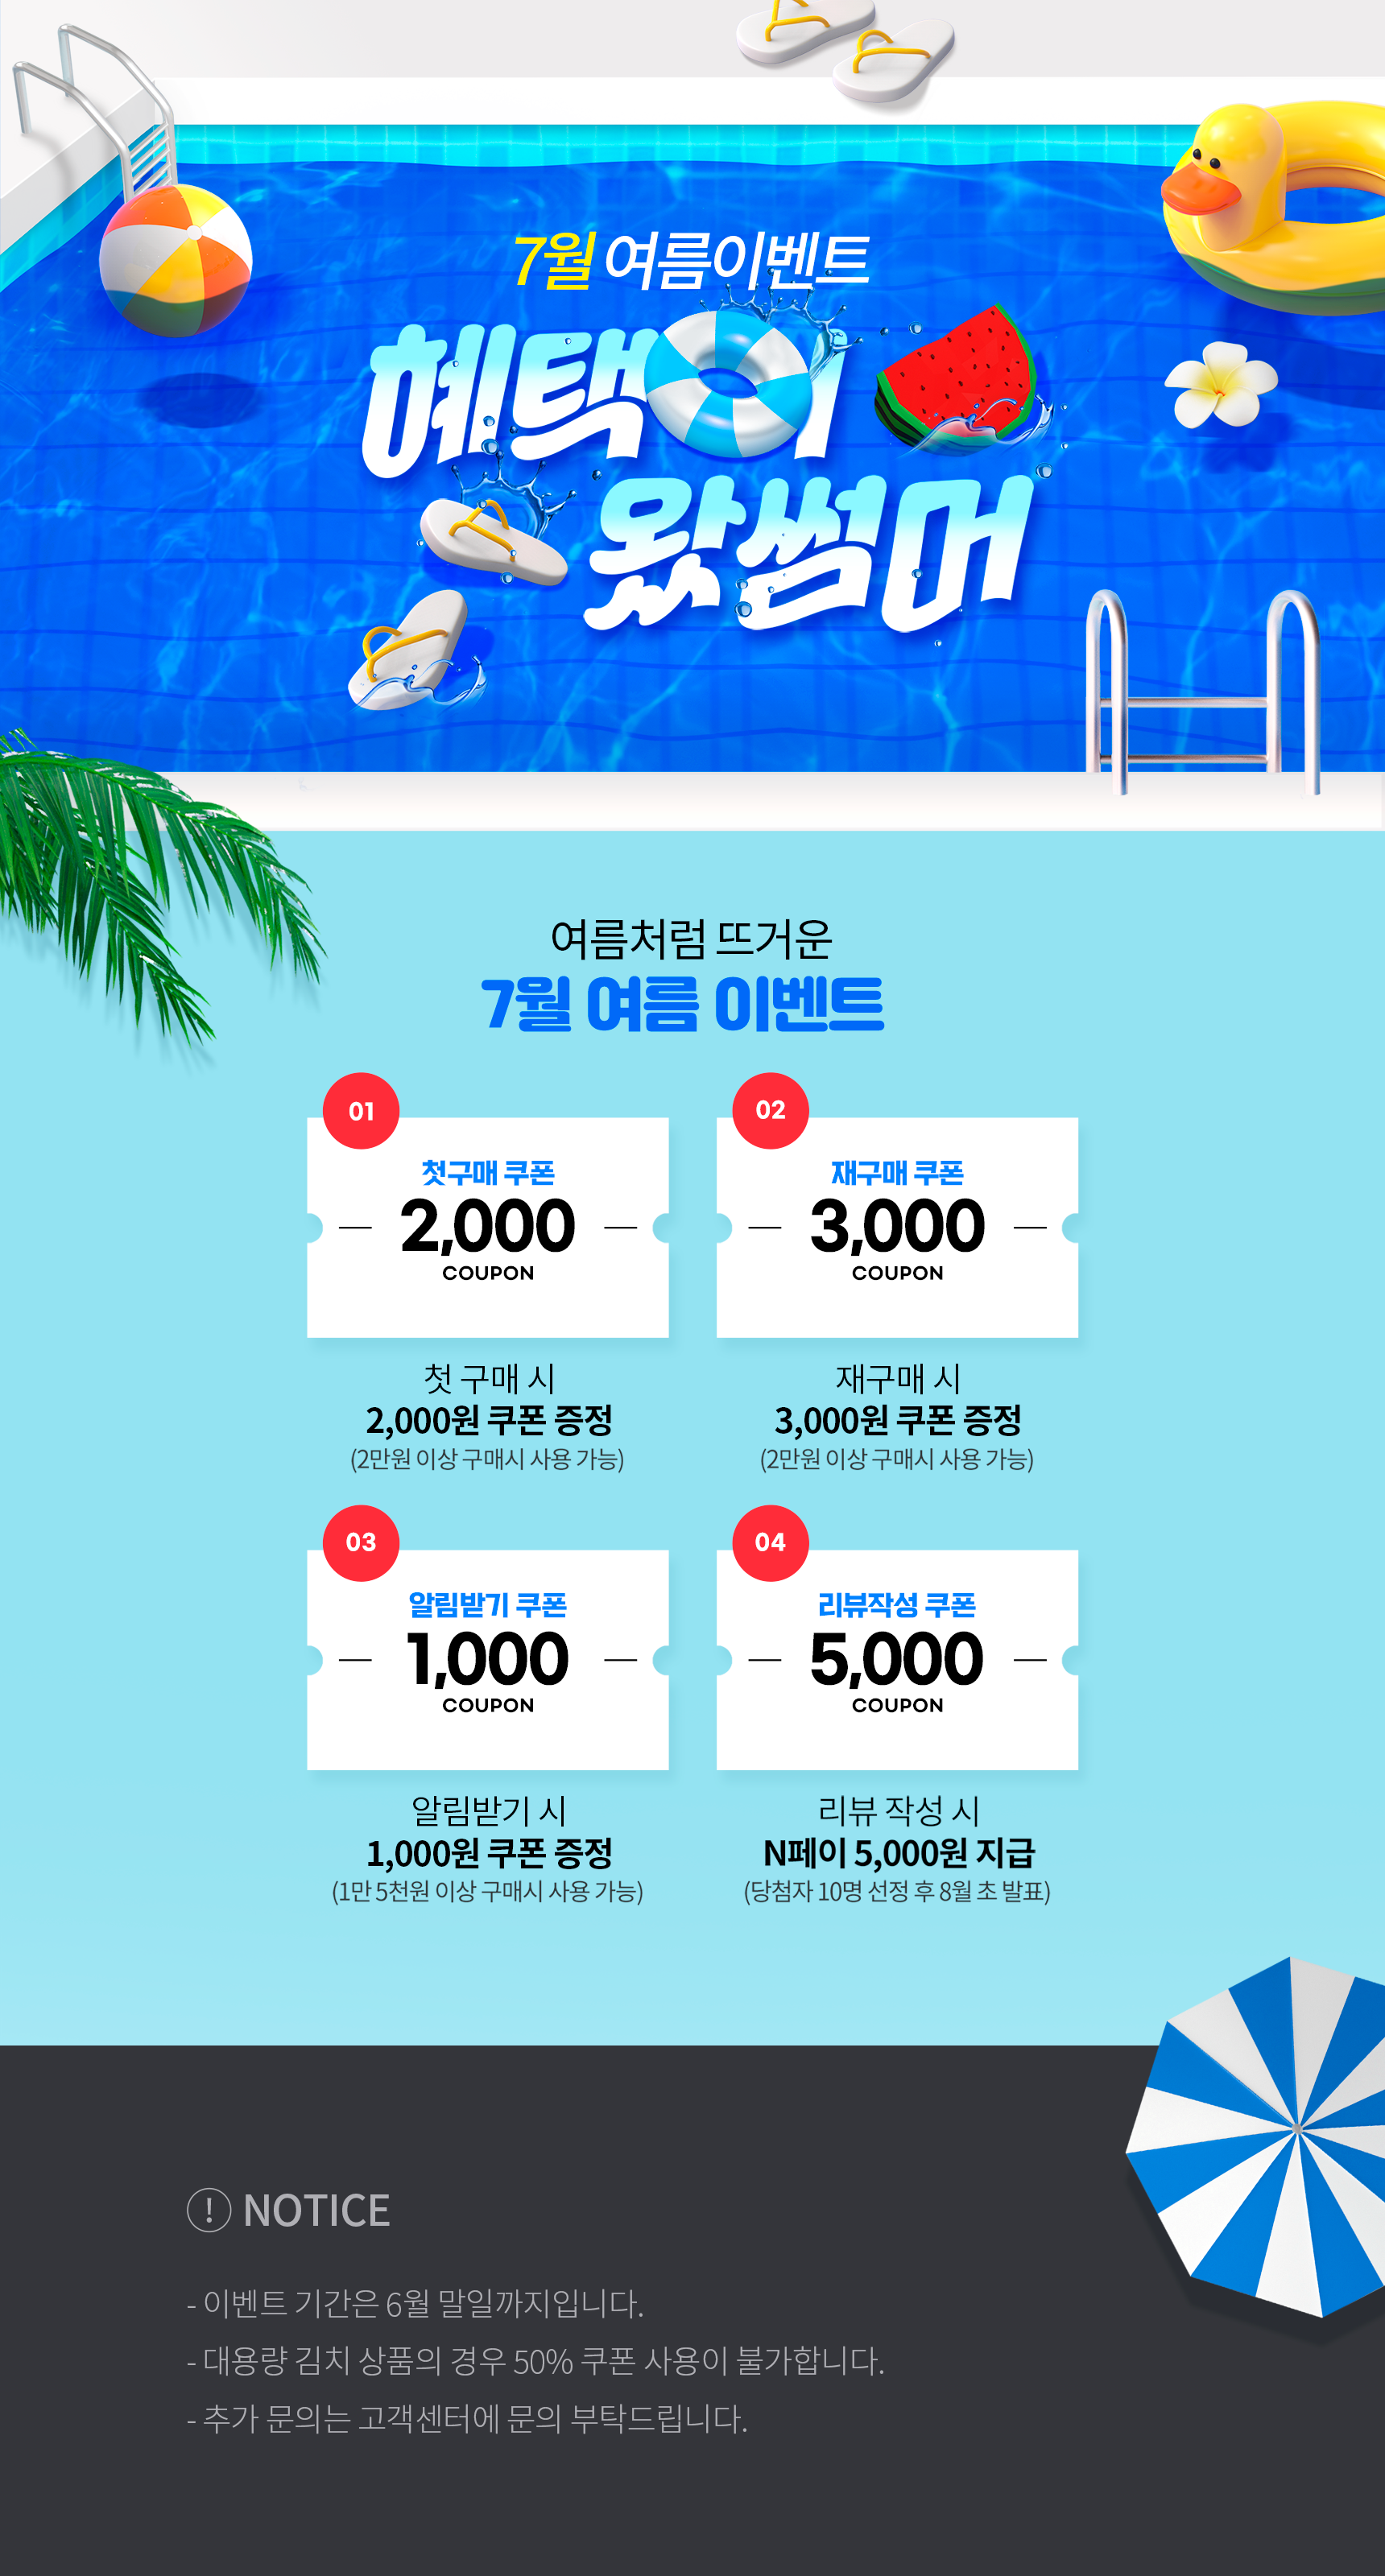 7월 여름이벤트
혜택이
왔썸머
여름처럼 뜨거운
7월 여름 이벤트
01
첫구매 쿠폰
2,000
COUPON
첫 구매 시
2,000원 쿠폰 증정
(2만원 이상 구매시 사용 가능)
02
재구매 쿠폰
3,000
COUPON
재구매 시
3,000원 쿠폰 증정
(2만원 이상 구매시 사용 가능)
03
알림받기 쿠폰
1,000
COUPON
알림받기 시
1,000원 쿠폰 증정
(1만 5천원 이상 구매시 사용 가능)
04
리뷰작성 쿠폰
5,000
COUPON
리뷰 작성 시
N페이 5,000원 지급
(당첨자 10명 선정 후 8월 초 발표)
! NOTICE
- 이벤트 기간은 6월 말일까지입니다.
- 대용량 김치 상품의 경우 50% 쿠폰 사용이 불가합니다.
- 추가 문의는 고객센터에 문의 부탁드립니다.